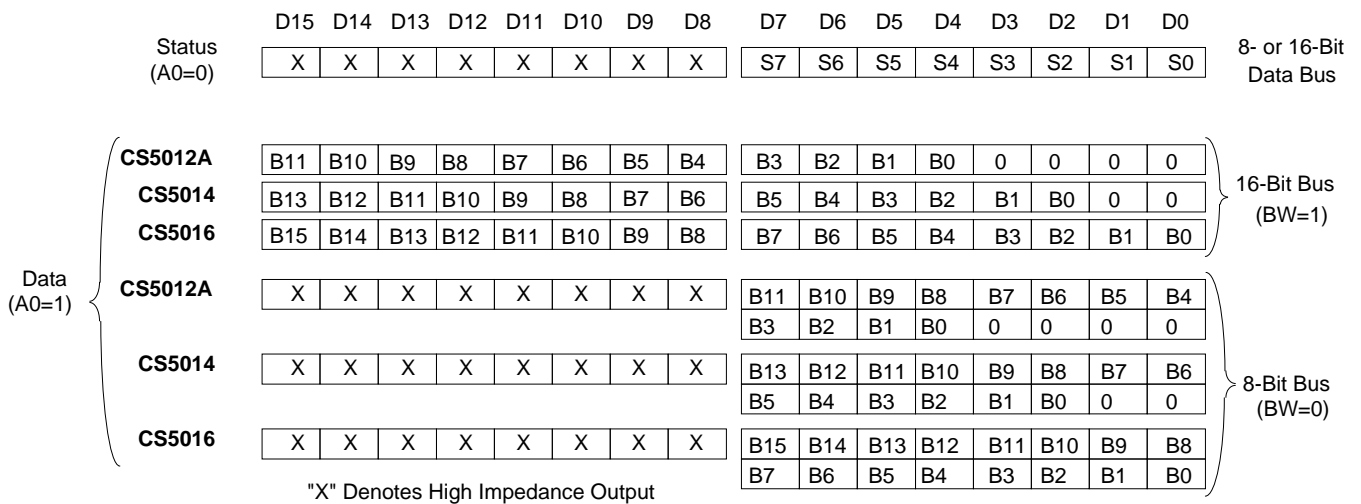 D15 D14 D13 D12 D11 D10 D9 D8 D7 D6 D5 D4 D3 D2 D1 D0
Status
(A0=0)
X X X X X X X X S7 S6 S5 S4 S3 S2 S1 S0
8- or 16-Bit
Data Bus
Data
(A0=1)
CS5012A B11 B10 B9 B8 B7 B6 B5 B4 B3 B2 B1 B0 0 0 0 0
CS5014 B13 B12 B11 B10 B9 B8 B7 B6 B5 B4 B3 B2 B1 B0 0 0
CS5016 B15 B14 B13 B12 B11 B10 B9 B8 B7 B6 B5 B4 B3 B2 B1 B0
16-Bit Bus
(BW=1)
CS5012A X X X X X X X X B11 B10 B9 B8 B7 B6 B5 B4
B3 B2 B1 B0 0 0 0 0
CS5014 X X X X X X X X B13 B12 B11 B10 B9 B8 B7 B6
B5 B4 B3 B2 B1 B0 0 0
CS5016 X X X X X X X X B15 B14 B13 B12 B11 B10 B9 B8
B7 B6 B5 B4 B3 B2 B1 B0
8-Bit Bus
(BW=0)
"X" Denotes High Impedance Output